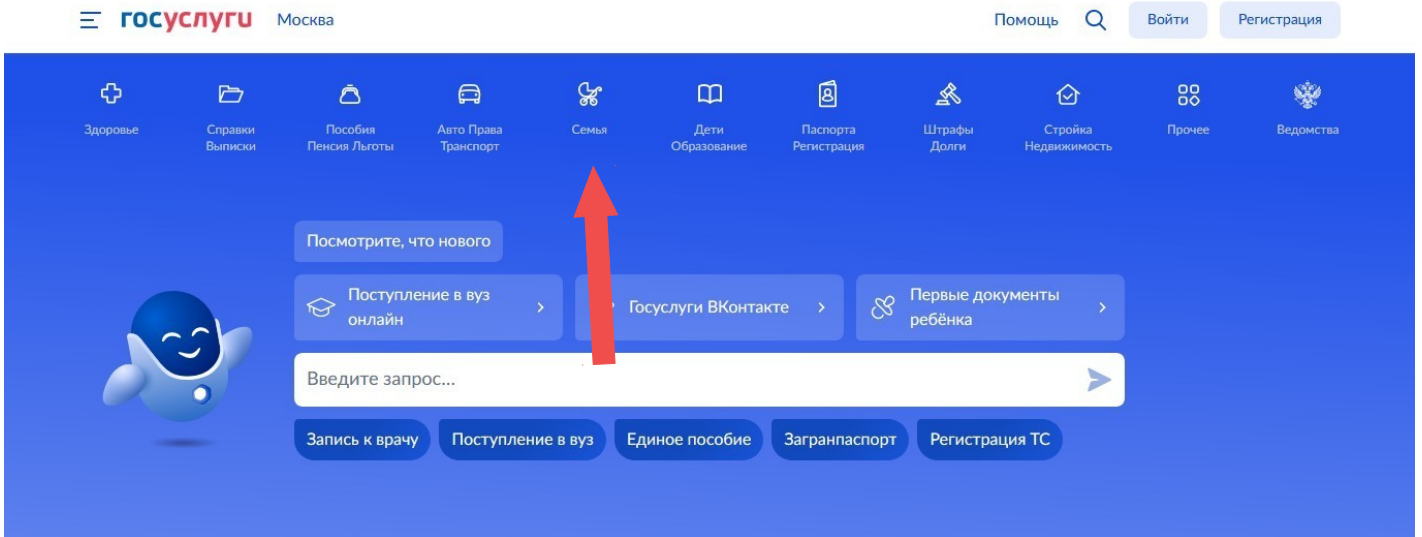 госуслуги Москва Помощь Войти Регистрация
Здоровье
Справки
Выписки
Пособия
Пенсия Льготы
Авто Права
Транспорт
Семья
Дети
Образование
Паспорта
Регистрация
Штрафы
Долги
Стройка
Недвижимость
Прочее
Ведомства
Посмотрите, что нового
Поступление в вуз
онлайн
Госуслуги ВКонтакте
Первые документы
ребёнка
Введите запрос...
Запись к врачу Поступление в вуз Единое пособие Загранпаспорт Регистрация ТС